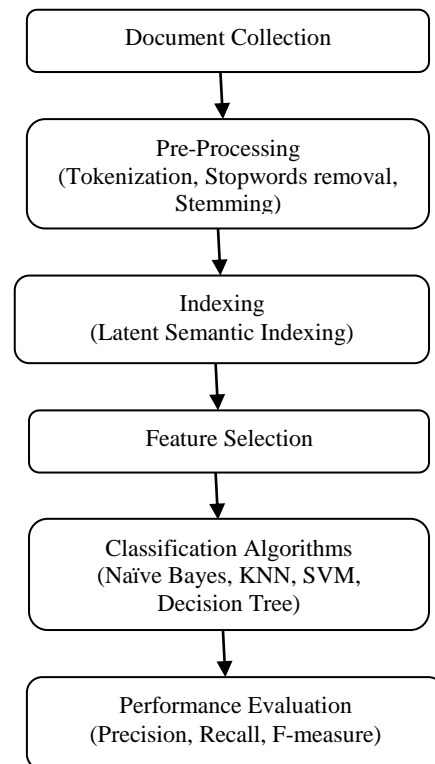 Document Collection
Pre-Processing
(Tokenization, Stopwords removal,
Stemming)
Indexing
(Latent Semantic Indexing)
Feature Selection
Classification Algorithms
(Naïve Bayes, KNN, SVM,
Decision Tree)
Performance Evaluation
(Precision, Recall, F-measure)